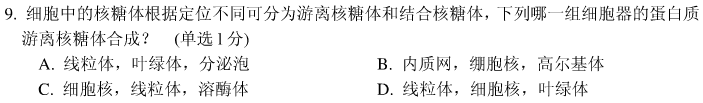 9. 细胞中的核糖体根据定位不同可分为游离核糖体和结合核糖体，下列哪一组细胞器的蛋白质
游离核糖体合成？ (单选1分)
A. 线粒体，叶绿体，分泌泡
B. 内质网，绷胞核，高尔基体
C. 细胞核，线粒体，溶酶体
D. 线粒体，细胞核，叶绿体